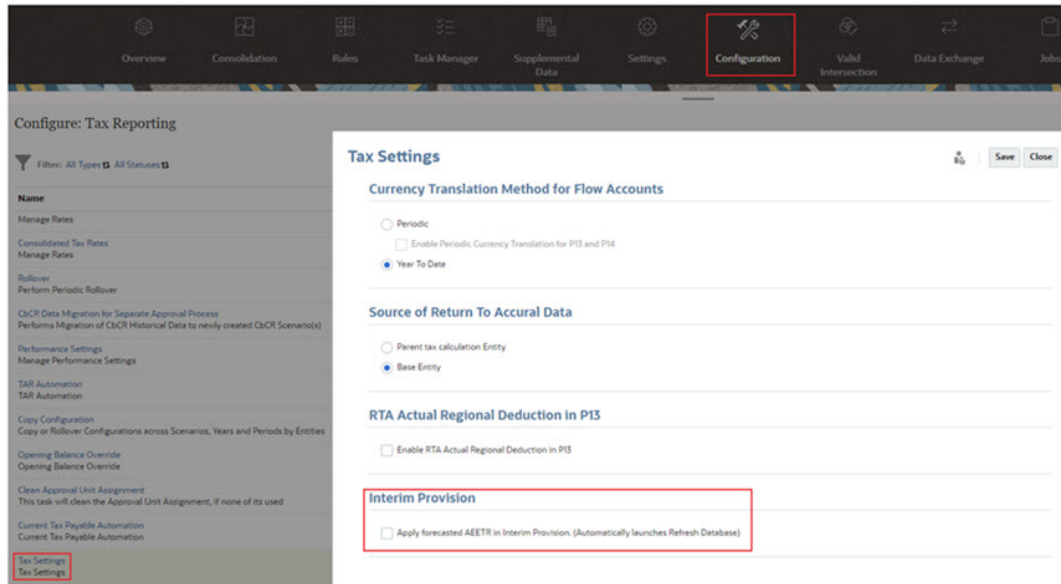 Overview
Consolidation
Rules
Task Manager
Supplemental
Data
Settings
Configuration
Valid
Intersection
Data Exchange
Jobs
Configure: Tax Reporting
Filter: All Types All Statuses
Name
Manage Rates
Consolidated Tax Rates
Manage Rates
Rollover
Perform Periodic Rollover
CbCR Data Migration for Separate Approval Process
Performs Migration of CbCR Historical Data to newly created CbCR Scenario(s)
Performance Settings
Manage Performance Settings
TAR Automation
TAR Automation
Copy Configuration
Copy or Rollover Configurations across Scenarios, Years and Periods by Entities
Opening Balance Override
Opening Balance Override
Clean Approval Unit Assignment
This task will clean the Approval Unit Assignment, if none of its used
Current Tax Payable Automation
Current Tax Payable Automation
Tax Settings
Tax Settings
Tax Settings
Save Close
Currency Translation Method for Flow Accounts
Periodic
Enable Periodic Currency Translation for P13 and P14
Year To Date
Source of Return To Accural Data
Parent tax calculation Entity
Base Entity
RTA Actual Regional Deduction in P13
Enable RTA Actual Regional Deduction in P13
Interim Provision
Apply forecasted AEETR in Interim Provision. (Automatically launches Refresh Database)